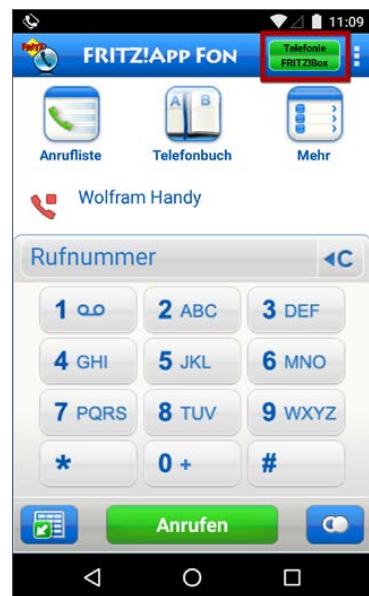 11:09
FRITZ!
FRITZ!APP FON
Telefonie
FRITZ!Box
A B
Anrufliste
Telefonbuch
Mehr
Wolfram Handy
Rufnummer
C
1
2 ABC
3 DEF
4 GHI
5 JKL
6 MNO
7 PQRS
8 TUV
9 WXYZ
*
0 +
#
Anrufen